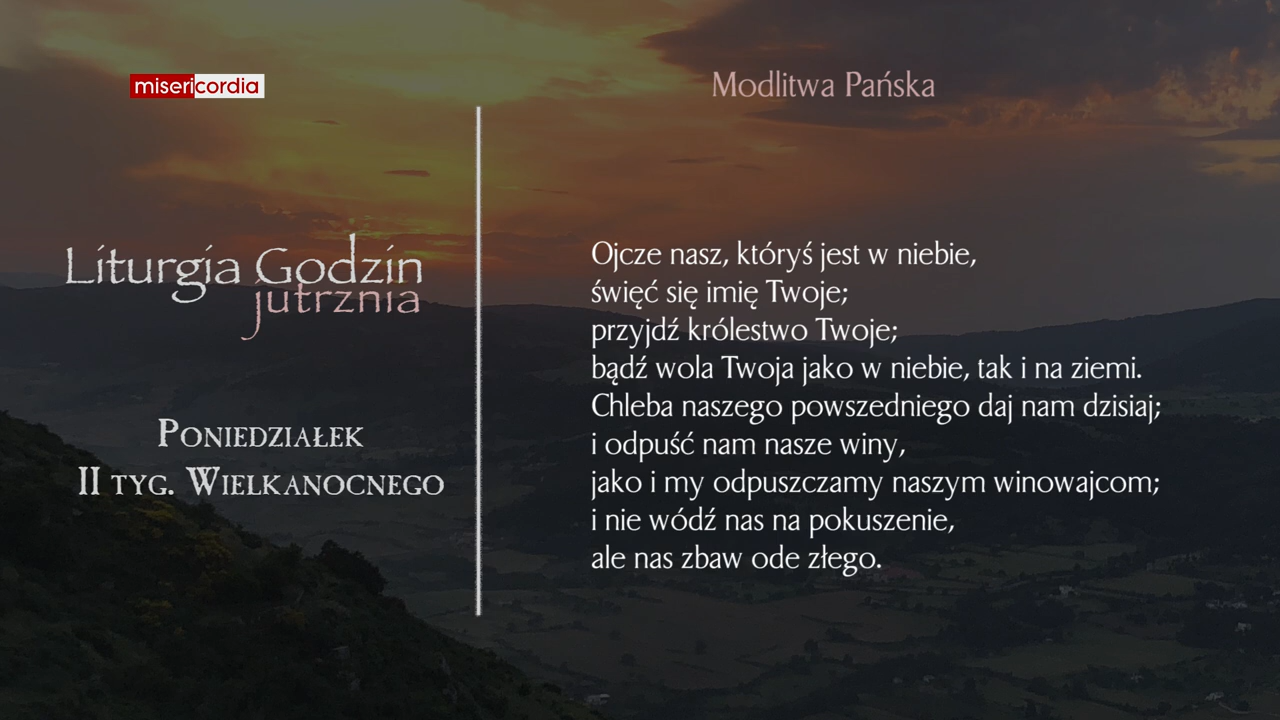 misericordia
Liturgia Godzin
jutrznia
Poniedziałek
II tyg. Wielkanocnego
Modlitwa Pańska
Ojcze nasz, któryś jest w niebie,
święć się imię Twoje;
przyjdź królestwo Twoje;
bądź wola Twoja jako w niebie, tak i na ziemi.
Chleba naszego powszedniego daj nam dzisiaj;
i odpuść nam nasze winy,
jako i my odpuszczamy naszym winowajcom;
i nie wódź nas na pokuszenie,
ale nas zbaw ode złego.